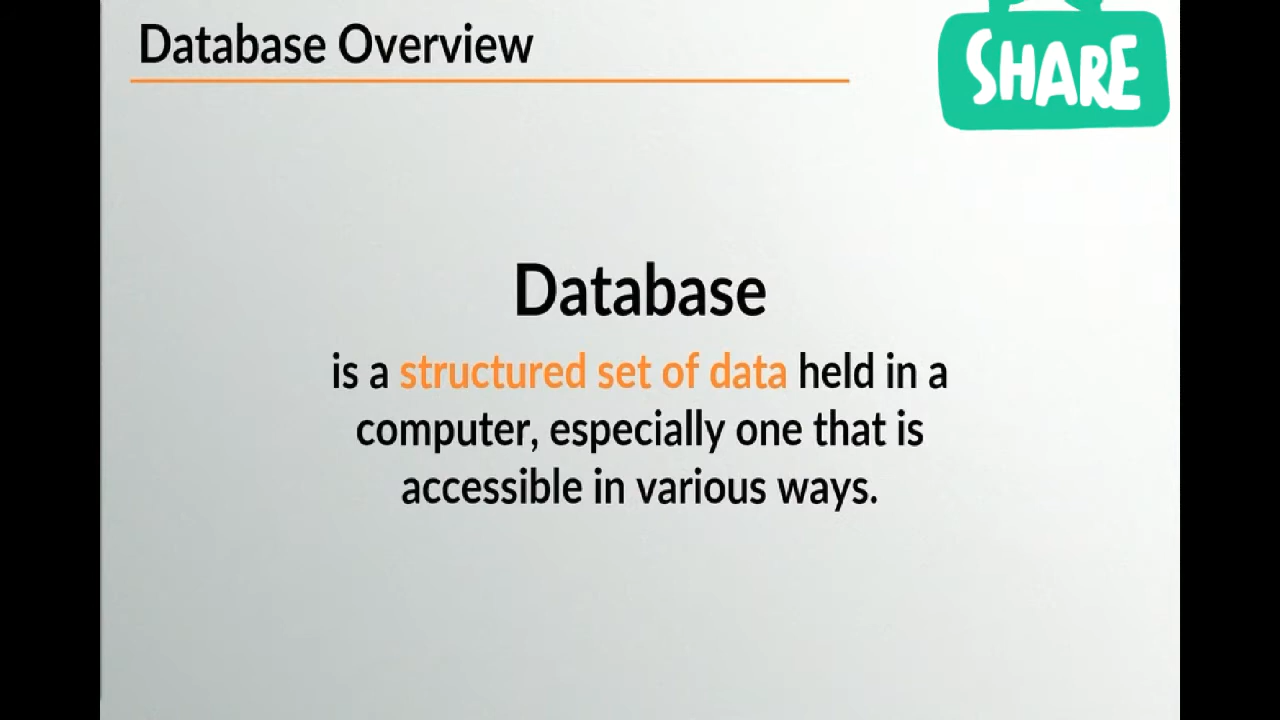 Database Overview
SHARE
Database
is a structured set of data held in a
computer, especially one that is
accessible in various ways.